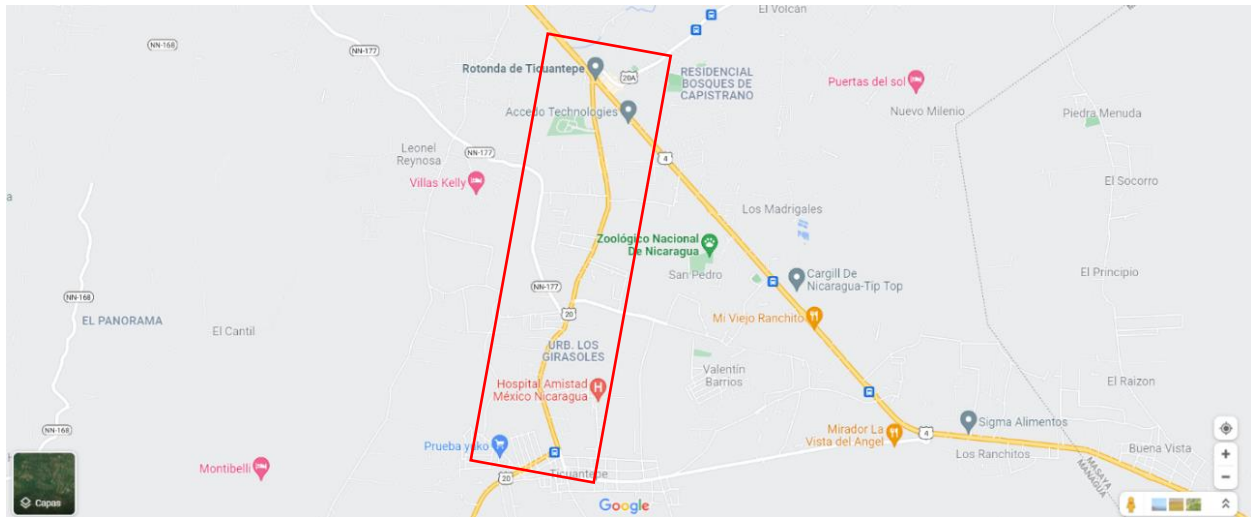 El Volcán
NN-168
NN-177
Rotonda de Ticuantepe
20A
RESIDENCIAL
BOSQUES DE
CAPISTRANO
Puertas del sol
Accedo Technologies
Nuevo Milenio
Piedra Menuda
Leonel
Reynosa
NN-177
4
Villas Kelly
El Socorro
a
Los Madrigales
Zoológico Nacional
De Nicaragua
San Pedro
Cargill De
Nicaragua-Tip Top
El Principio
NN-168
NN-177
EL PANORAMA
El Cantil
20
Mi Viejo Ranchito
URB. LOS
GIRASOLES
Valentín
Barrios
Hospital Amistad
México Nicaragua
H
El Raizon
NN-168
Prueba yoko
Mirador La
Vista del Angel
4
Sigma Alimentos
Los Ranchitos
Buena Vista
H
Montibelli
20
Ticuantepe
MASAYA
MANAGUA
Capas
Google